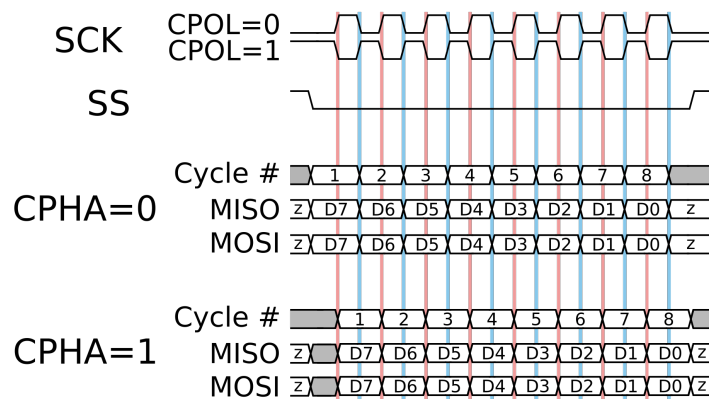 SCK CPOL=0
CPOL=1
SS
Cycle # 1 2 3 4 5 6 7 8
CPHA=0
MISO z D7 D6 D5 D4 D3 D2 D1 D0 z
MOSI z D7 D6 D5 D4 D3 D2 D1 D0 z
Cycle # 1 2 3 4 5 6 7 8
CPHA=1
MISO z D7 D6 D5 D4 D3 D2 D1 D0 z
MOSI z D7 D6 D5 D4 D3 D2 D1 D0 z